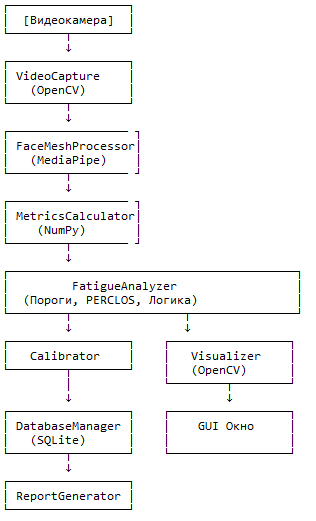 [Видеокамера]
VideoCapture
(OpenCV)
FaceMeshProcessor
(MediaPipe)
MetricsCalculator
(NumPy)
FatigueAnalyzer
(Пороги, PERCLOS, Логика)
Calibrator
Visualizer
(OpenCV)
DatabaseManager
(SQLite)
GUI Окно
ReportGenerator